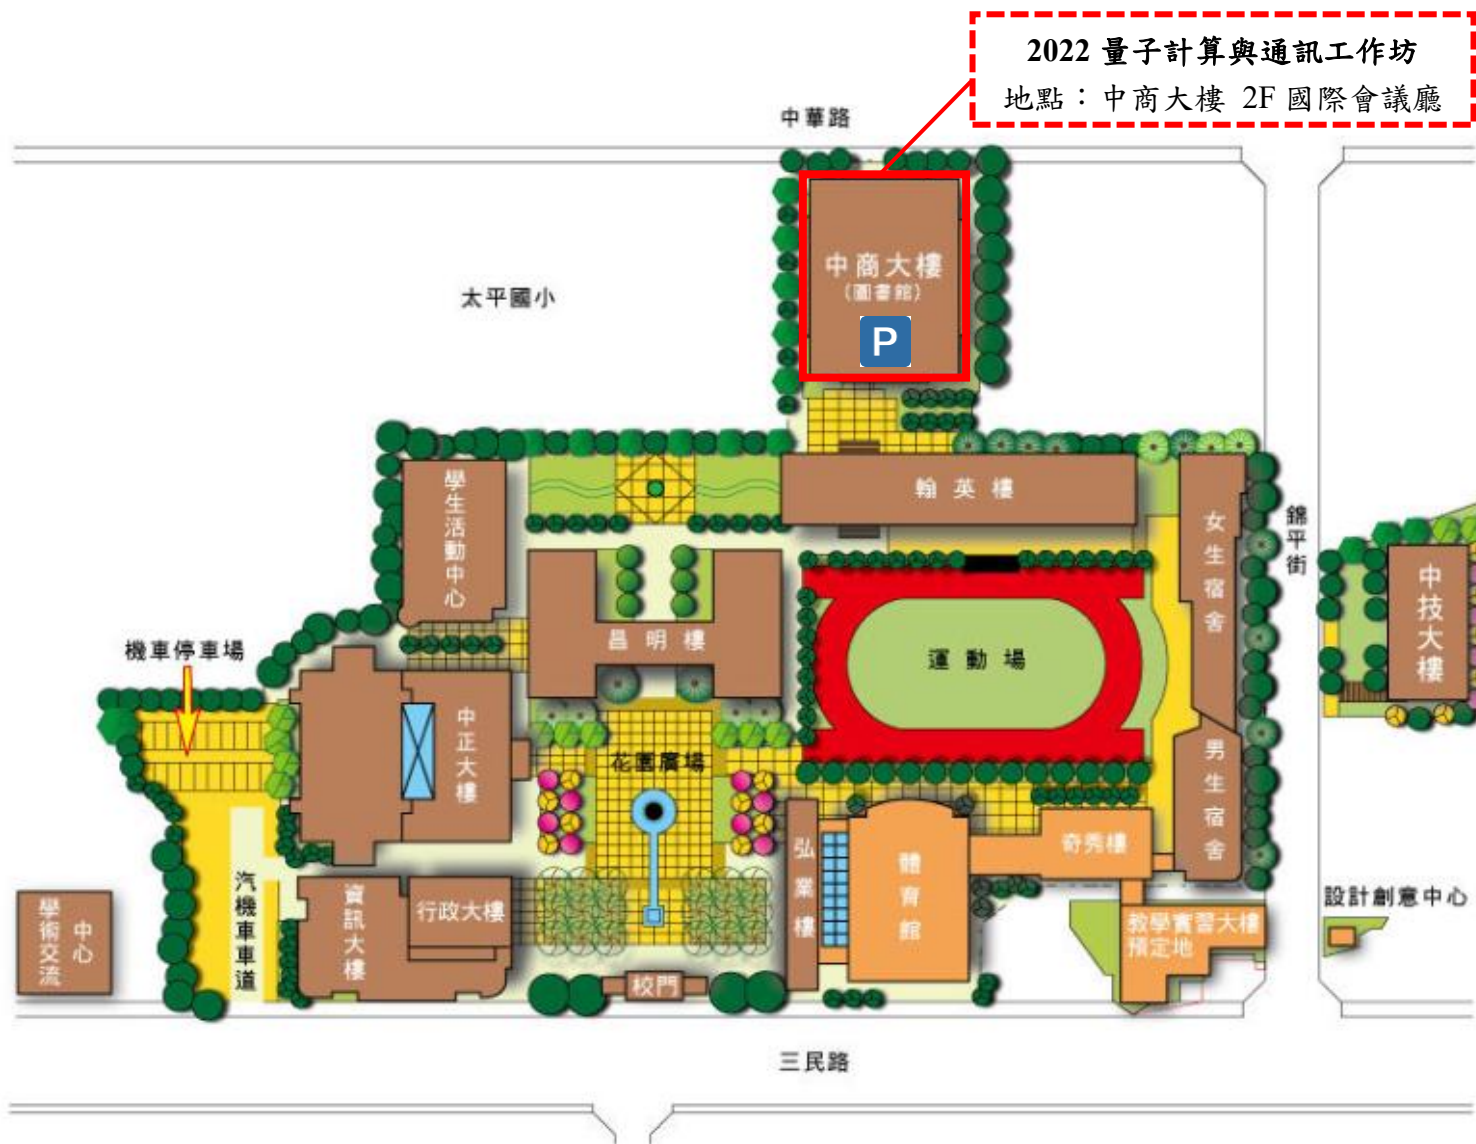 2022 量子計算與通訊工作坊
地點：中商大樓 2F 國際會議廳
中華路
中商大樓
(圖書館)
P
太平國小
學生活動中心
翰英樓
女生宿舍
錦平街
中技大樓
昌明樓
運動場
機車停車場
中正大樓
花園廣場
男生宿舍
弘業樓
體育館
奇秀樓
汽機車車道
資訊大樓
行政大樓
學術交流
中心
設計創意中心
教學實習大樓
預定地
校門
三民路